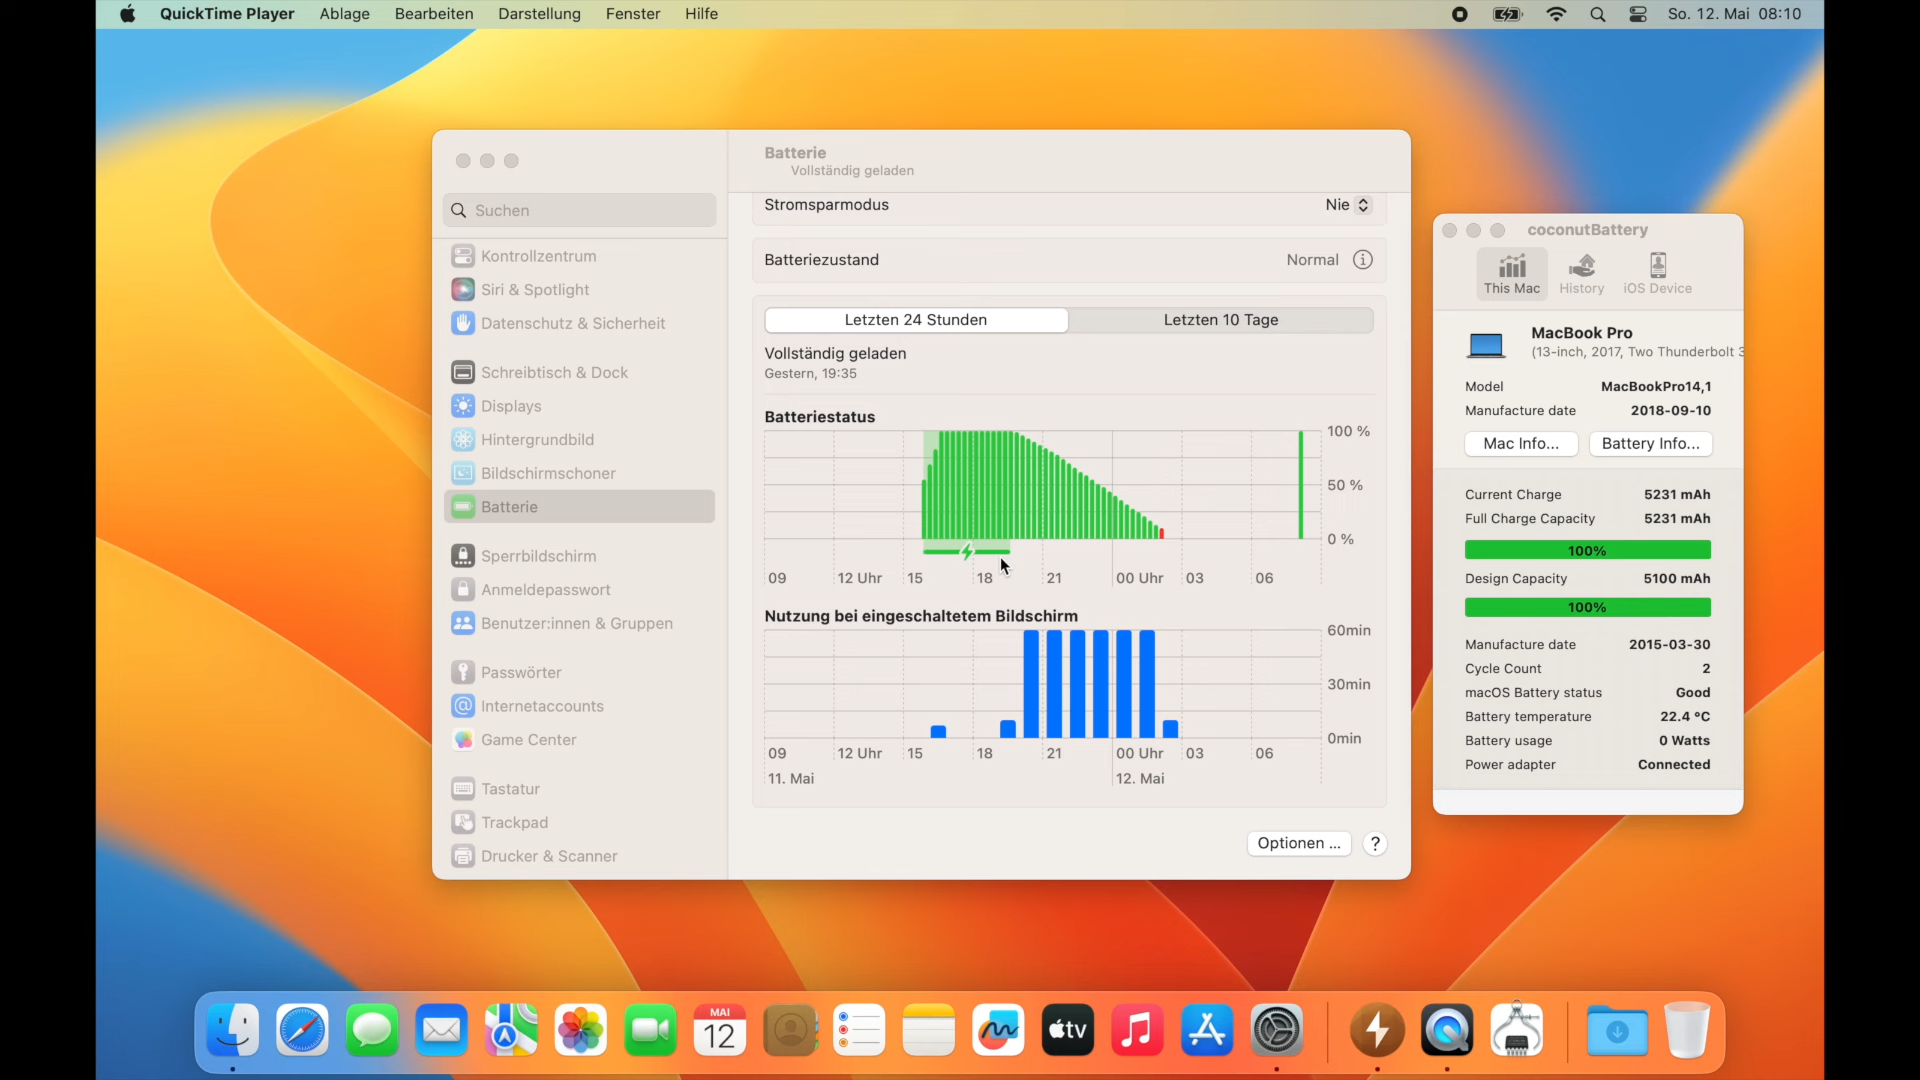 QuickTime Player Ablage Bearbeiten Darstellung Fenster Hilfe So. 12. Mai 08:10
Batterie
Vollständig geladen
Suchen
Kontrollzentrum
Siri & Spotlight
Datenschutz & Sicherheit
Schreibtisch & Dock
Displays
Hintergrundbild
Bildschirmschoner
Batterie
Sperrbildschirm
Anmeldepasswort
Benutzer:innen & Gruppen
Passwörter
Internetaccounts
Game Center
Tastatur
Trackpad
Drucker & Scanner
Stromsparmodus Nie
Batteriezustand Normal
Letzten 24 Stunden Letzten 10 Tage
Vollständig geladen
Gestern, 19:35
Batteriestatus
100 %
50 %
0 %
09 12 Uhr 15 18 21 00 Uhr 03 06
Nutzung bei eingeschaltetem Bildschirm
60min
30min
0min
09 12 Uhr 15 18 21 00 Uhr 03 06
11. Mai 12. Mai
Optionen ... ?
coconutBattery
This Mac History iOS Device
MacBook Pro
(13-inch, 2017, Two Thunderbolt 3
Model MacBookPro14,1
Manufacture date 2018-09-10
Mac Info... Battery Info...
Current Charge 5231 mAh
Full Charge Capacity 5231 mAh
100%
Design Capacity 5100 mAh
100%
Manufacture date 2015-03-30
Cycle Count 2
macOS Battery status Good
Battery temperature 22.4 °C
Battery usage 0 Watts
Power adapter Connected
MAI
12
tv